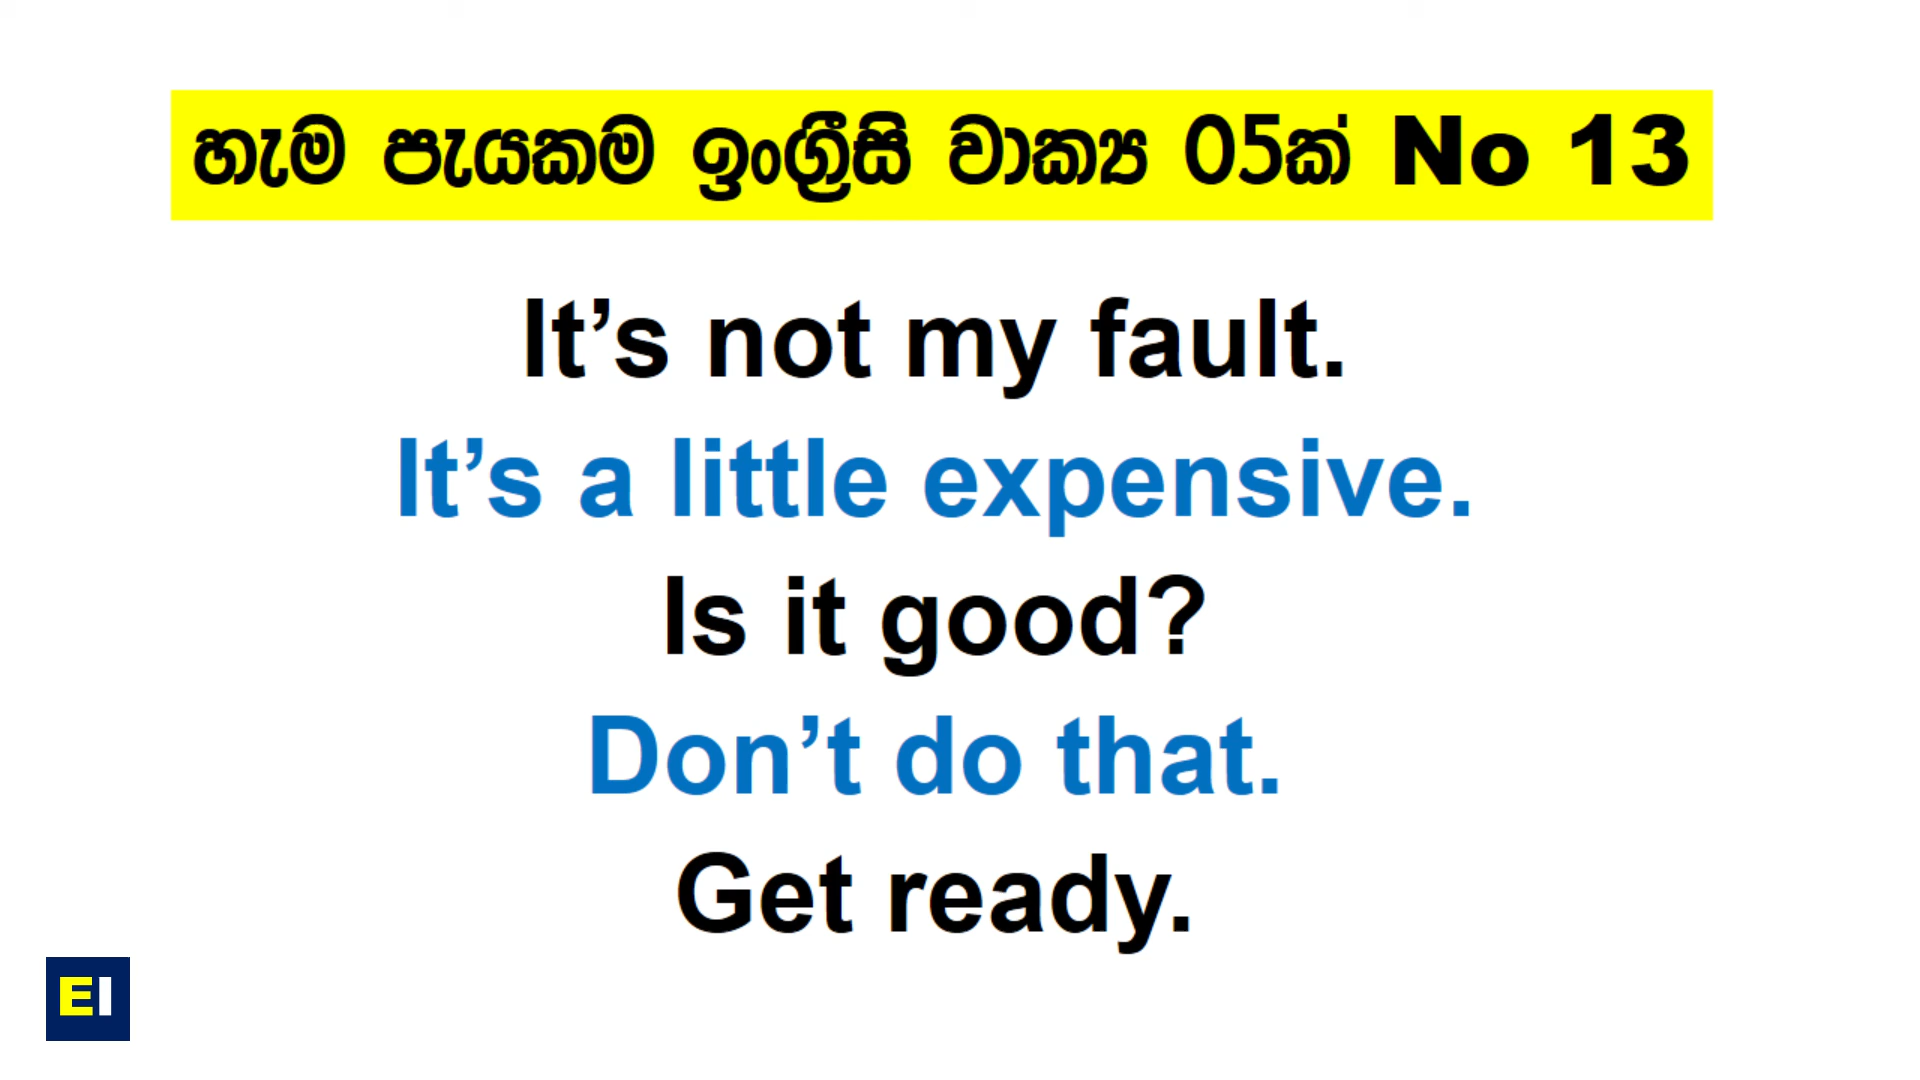 හැම පැයකම ඉංග්‍රීසි වාක්‍ය 05ක් No 13
It’s not my fault.
It’s a little expensive.
Is it good?
Don’t do that.
Get ready.
EI